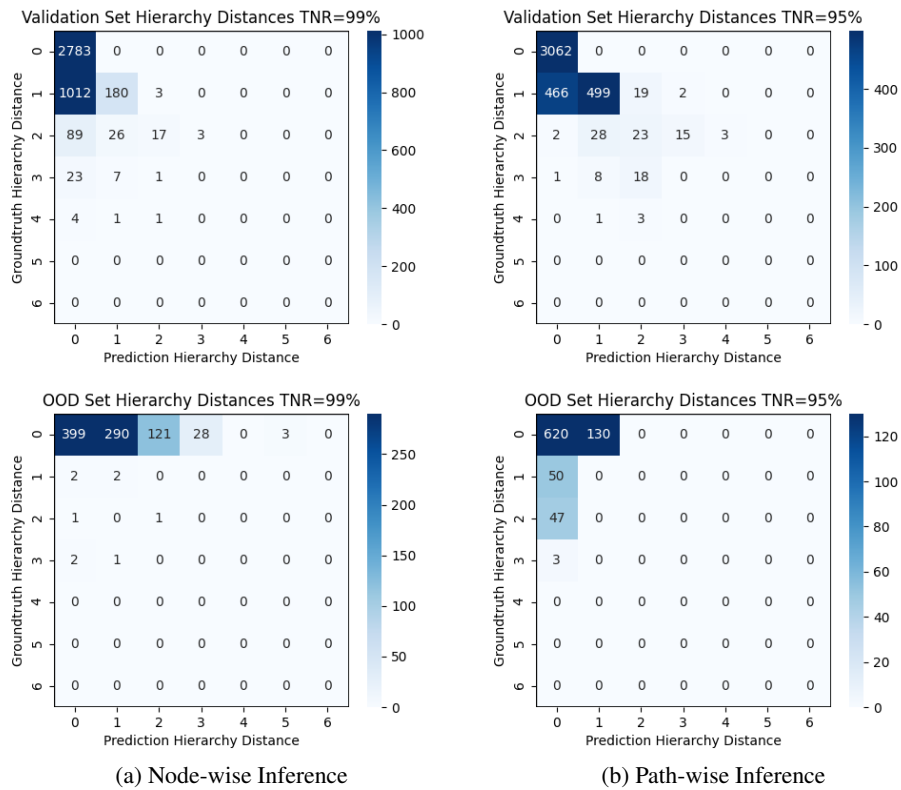 Validation Set Hierarchy Distances TNR=99%
0 2783 0 0 0 0 0 0
1 1012 180 3 0 0 0 0
2 89 26 17 3 0 0 0
3 23 7 1 0 0 0 0
4 4 1 1 0 0 0 0
5 0 0 0 0 0 0 0
6 0 0 0 0 0 0 0
0 1 2 3 4 5 6
Groundtruth Hierarchy Distance
Prediction Hierarchy Distance
1000
800
600
400
200
0
Validation Set Hierarchy Distances TNR=95%
0 3062 0 0 0 0 0 0
1 466 499 19 2 0 0 0
2 2 28 23 15 3 0 0
3 1 8 18 0 0 0 0
4 0 1 3 0 0 0 0
5 0 0 0 0 0 0 0
6 0 0 0 0 0 0 0
0 1 2 3 4 5 6
Groundtruth Hierarchy Distance
Prediction Hierarchy Distance
400
300
200
100
0
OOD Set Hierarchy Distances TNR=99%
0 399 290 121 28 0 3 0
1 2 2 0 0 0 0 0
2 1 0 1 0 0 0 0
3 2 1 0 0 0 0 0
4 0 0 0 0 0 0 0
5 0 0 0 0 0 0 0
6 0 0 0 0 0 0 0
0 1 2 3 4 5 6
Groundtruth Hierarchy Distance
Prediction Hierarchy Distance
250
200
150
100
50
0
OOD Set Hierarchy Distances TNR=95%
0 620 130 0 0 0 0 0
1 50 0 0 0 0 0 0
2 47 0 0 0 0 0 0
3 3 0 0 0 0 0 0
4 0 0 0 0 0 0 0
5 0 0 0 0 0 0 0
6 0 0 0 0 0 0 0
0 1 2 3 4 5 6
Groundtruth Hierarchy Distance
Prediction Hierarchy Distance
120
100
80
60
40
20
0
(a) Node-wise Inference
(b) Path-wise Inference